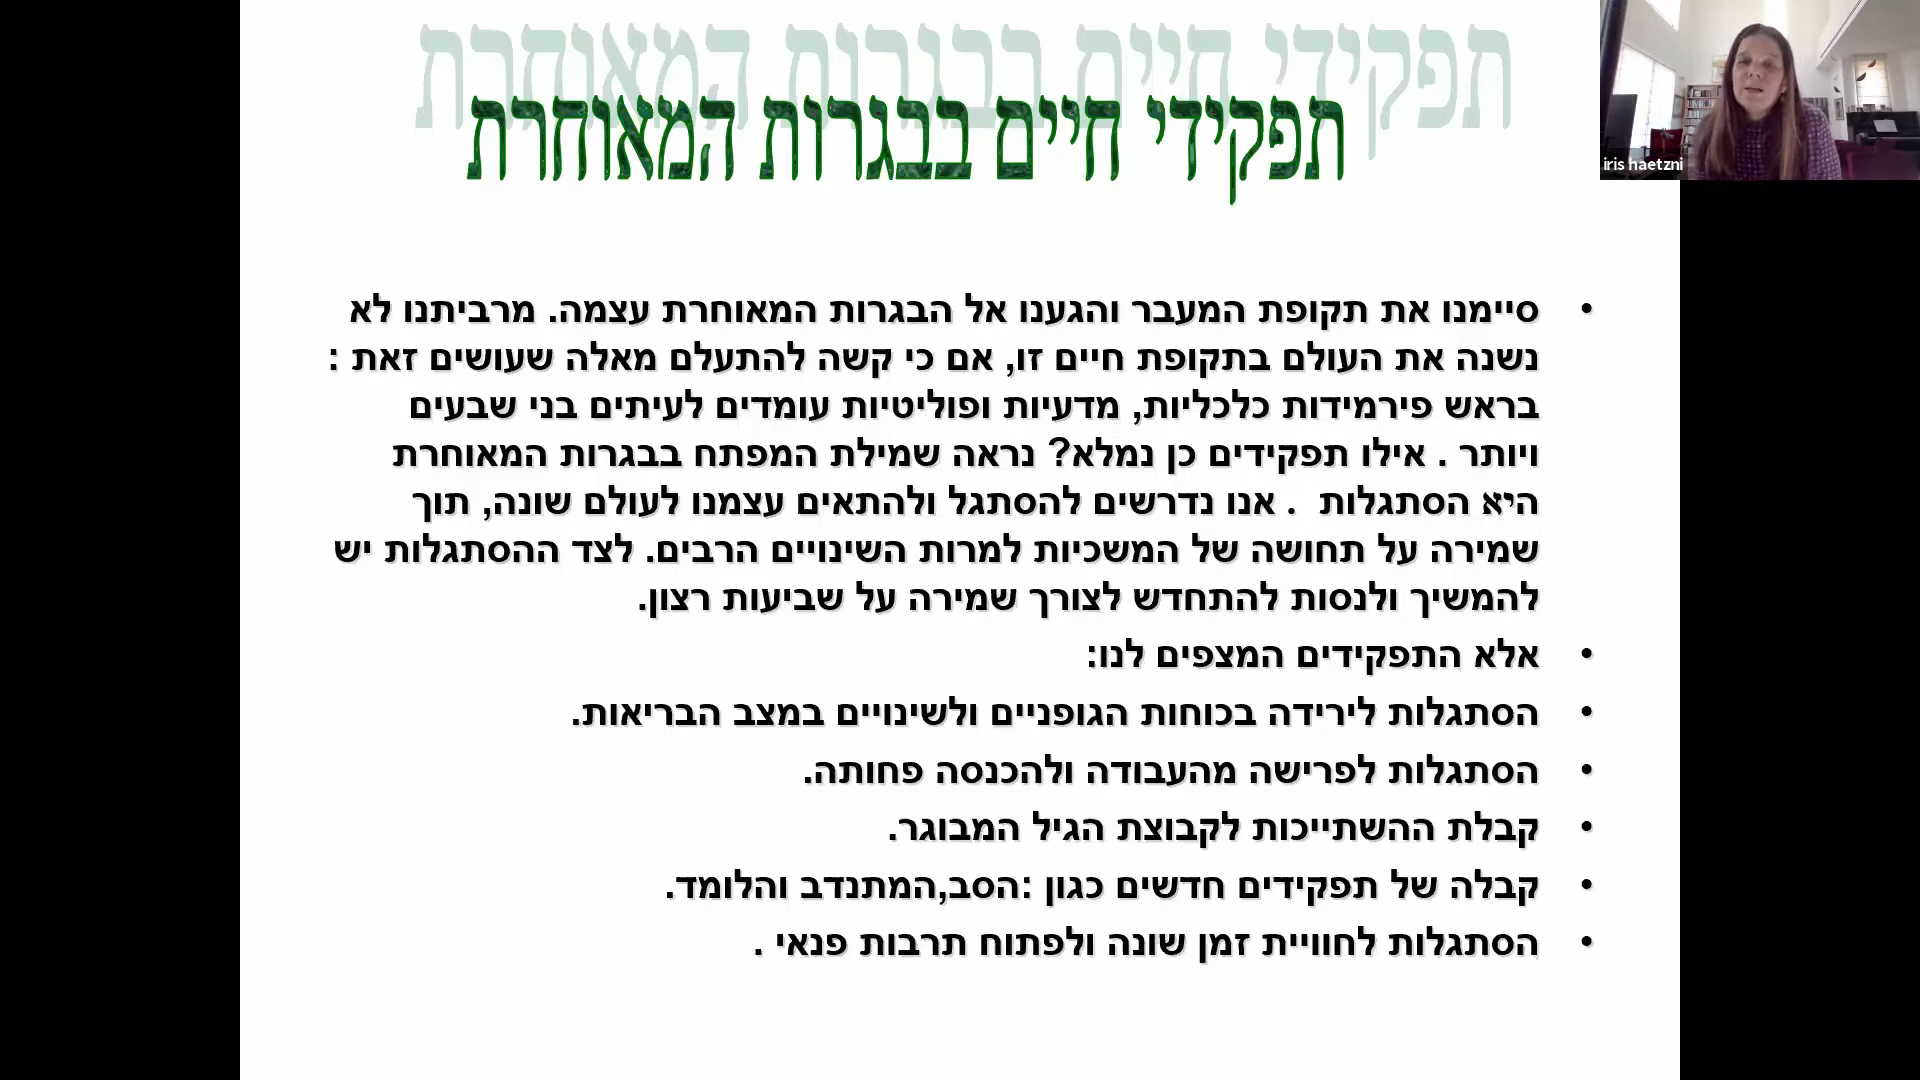 תפקידי חיים בבגרות המאוחרת
• סיימנו את תקופת המעבר והגענו אל הבגרות המאוחרת עצמה. מרביתנו לא
נשנה את העולם בתקופת חיים זו, אם כי קשה להתעלם מאלה שעושים זאת :
בראש פירמידות כלכליות, מדעיות ופוליטיות עומדים לעיתים בני שבעים
ויותר . אילו תפקידים כן נמלא? נראה שמילת המפתח בבגרות המאוחרת
היא הסתגלות . אנו נדרשים להסתגל ולהתאים עצמנו לעולם שונה, תוך
שמירה על תחושה של המשכיות למרות השינויים הרבים. לצד ההסתגלות יש
להמשיך ולנסות להתחדש לצורך שמירה על שביעות רצון.
• אלא התפקידים המצפים לנו:
• הסתגלות לירידה בכוחות הגופניים ולשינויים במצב הבריאות.
• הסתגלות לפרישה מהעבודה ולהכנסה פחותה.
• קבלת ההשתייכות לקבוצת הגיל המבוגר.
• קבלה של תפקידים חדשים כגון :הסב,המתנדב והלומד.
• הסתגלות לחוויית זמן שונה ולפתוח תרבות פנאי .
iris haetzni